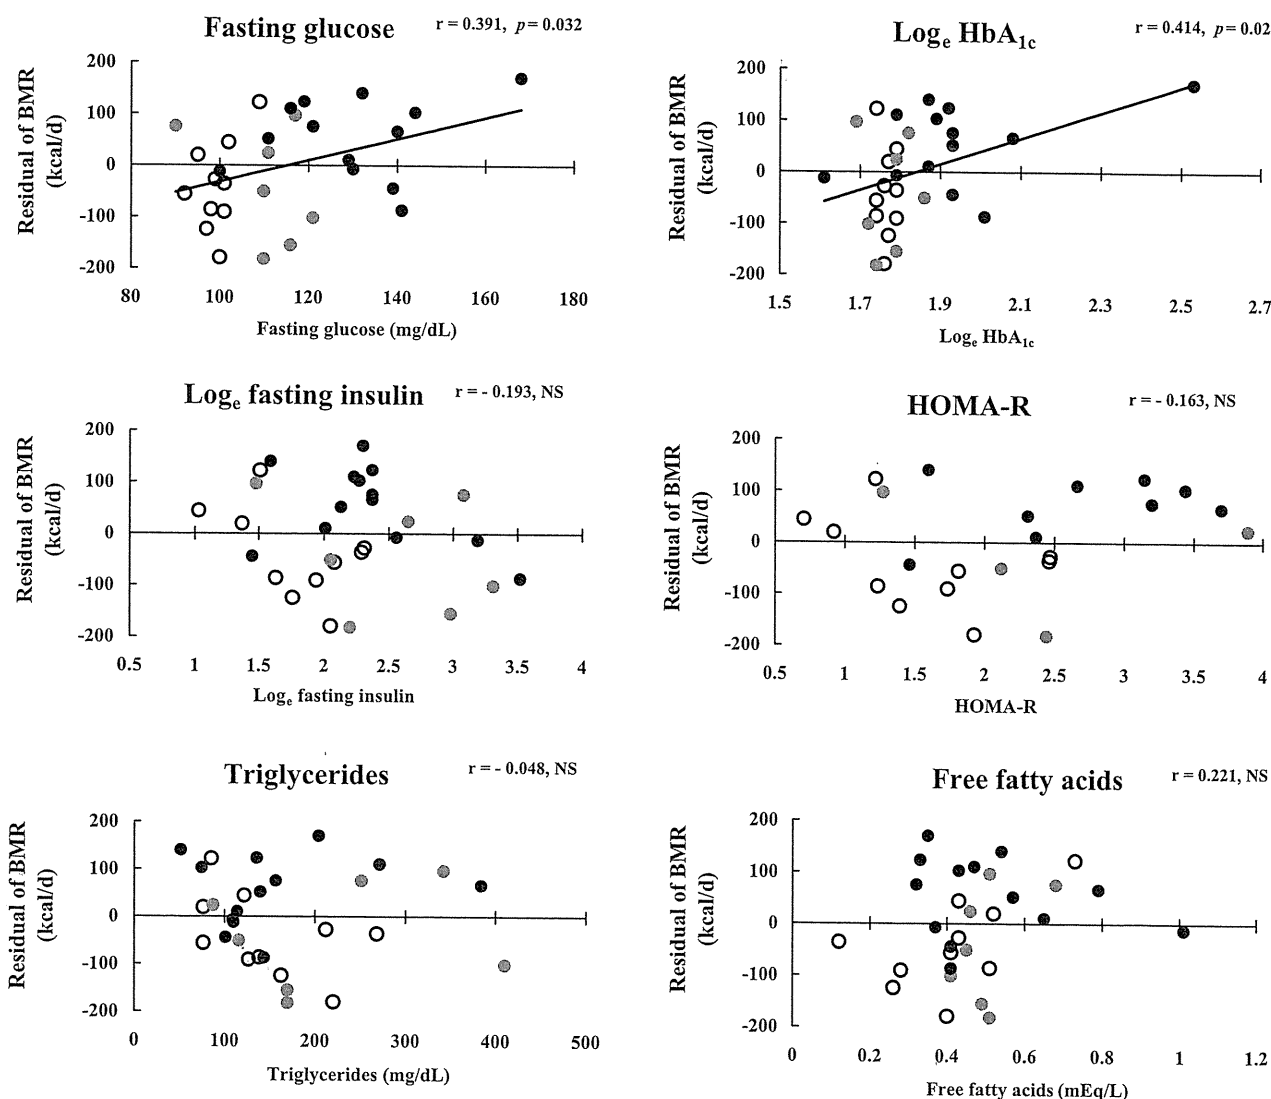 Fasting glucose
r = 0.391, p = 0.032
Residual of BMR
(kcal/d)
200
100
0
-100
-200
80 100 120 140 160 180
Fasting glucose (mg/dL)
Logₑ HbA₁c
r = 0.414, p = 0.02
Residual of BMR
(kcal/d)
200
100
0
-100
-200
1.5 1.7 1.9 2.1 2.3 2.5 2.7
Logₑ HbA₁c
Logₑ fasting insulin
r = - 0.193, NS
Residual of BMR
(kcal/d)
200
100
0
-100
-200
0.5 1 1.5 2 2.5 3 3.5 4
Logₑ fasting insulin
HOMA-R
r = - 0.163, NS
Residual of BMR
(kcal/d)
200
100
0
-100
-200
0.5 1 1.5 2 2.5 3 3.5 4
HOMA-R
Triglycerides
r = - 0.048, NS
Residual of BMR
(kcal/d)
200
100
0
-100
-200
0 100 200 300 400 500
Triglycerides (mg/dL)
Free fatty acids
r = 0.221, NS
Residual of BMR
(kcal/d)
200
100
0
-100
-200
0 0.2 0.4 0.6 0.8 1 1.2
Free fatty acids (mEq/L)